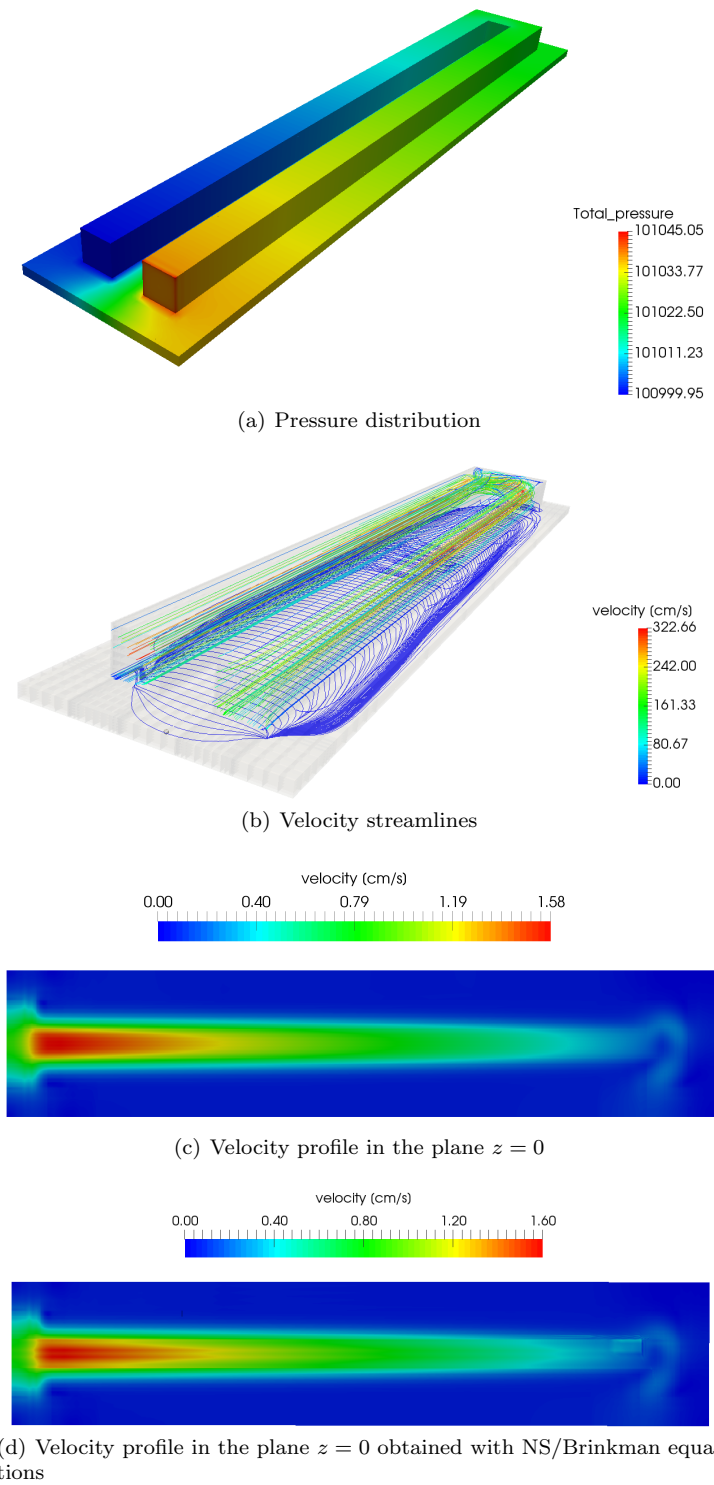 Total_pressure
101045.05
101033.77
101022.50
101011.23
100999.95
(a) Pressure distribution
velocity (cm/s)
322.66
242.00
161.33
80.67
0.00
(b) Velocity streamlines
velocity (cm/s)
0.00 0.40 0.79 1.19 1.58
(c) Velocity profile in the plane z = 0
velocity (cm/s)
0.00 0.40 0.80 1.20 1.60
(d) Velocity profile in the plane z = 0 obtained with NS/Brinkman equa
tions